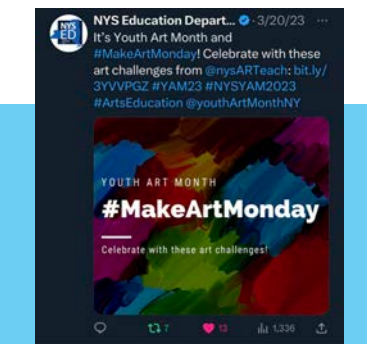 NYS ED
NYS Education Depart... · 3/20/23 ...
It's Youth Art Month and
#MakeArtMonday! Celebrate with these
art challenges from @nysARTeach: bit.ly/
3YVVPGZ #YAM23 #NYSYAM2023
#ArtsEducation @youthArtMonthNY
YOUTH ART MONTH
#MakeArtMonday
Celebrate with these art challenges!
7 13 1,336